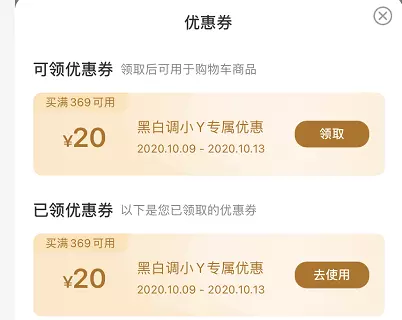 优惠券
可领优惠券 领取后可用于购物车商品
买满369可用
¥20
黑白调小Y专属优惠
2020.10.09 - 2020.10.13
领取
已领优惠券 以下是您已领取的优惠券
买满369可用
¥20
黑白调小Y专属优惠
2020.10.09 - 2020.10.13
去使用